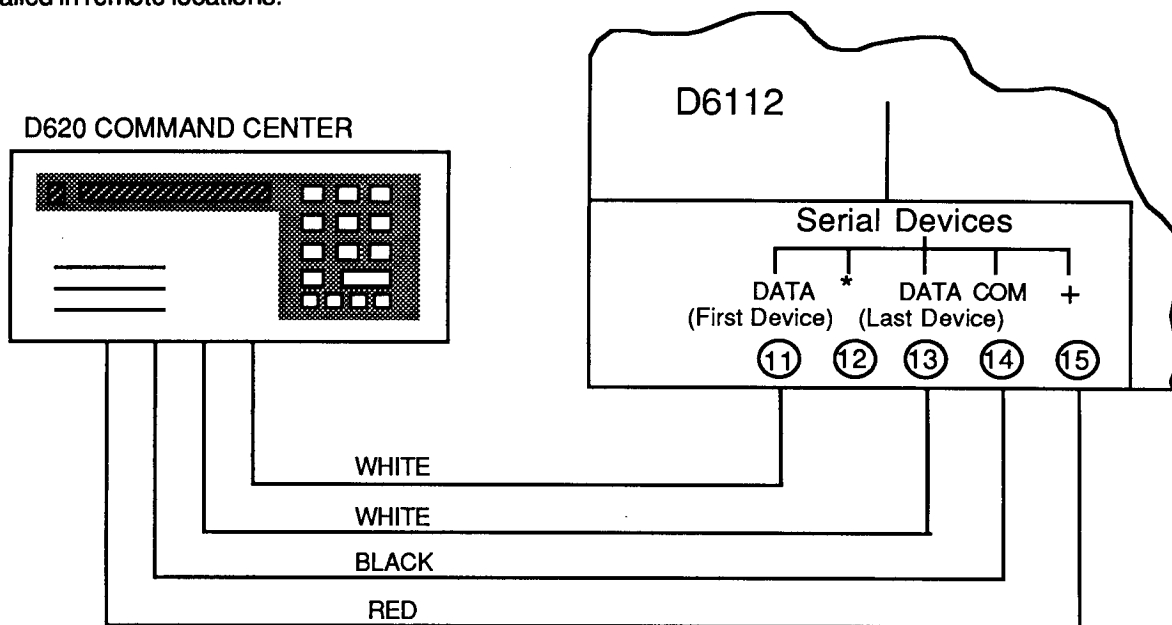 in remote locations.
D6112
D620 COMMAND CENTER
Serial Devices
DATA * DATA COM +
(First Device) (Last Device)
11 12 13 14 15
WHITE
WHITE
BLACK
RED